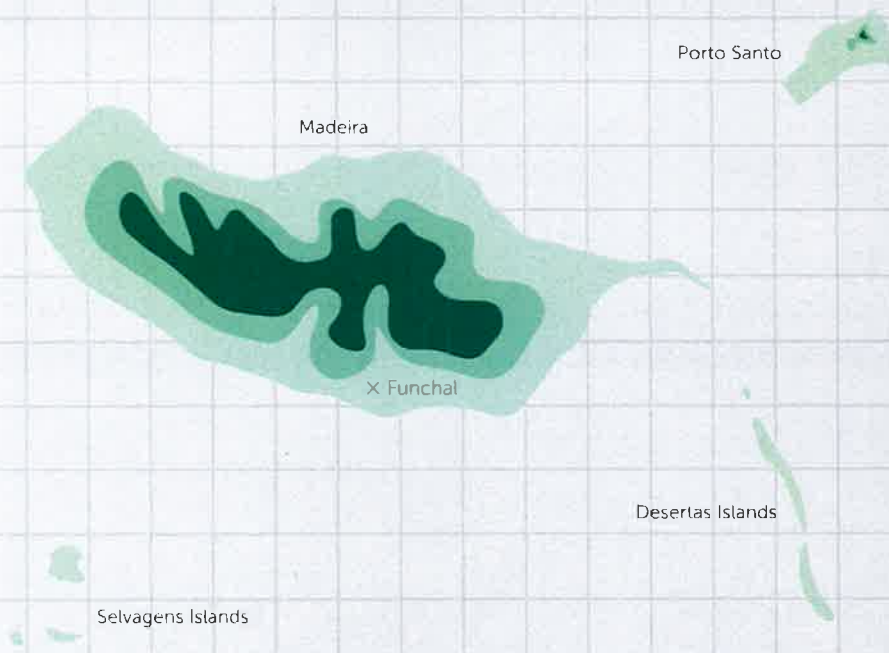 Porto Santo
Madeira
× Funchal
Desertas Islands
Selvagens Islands